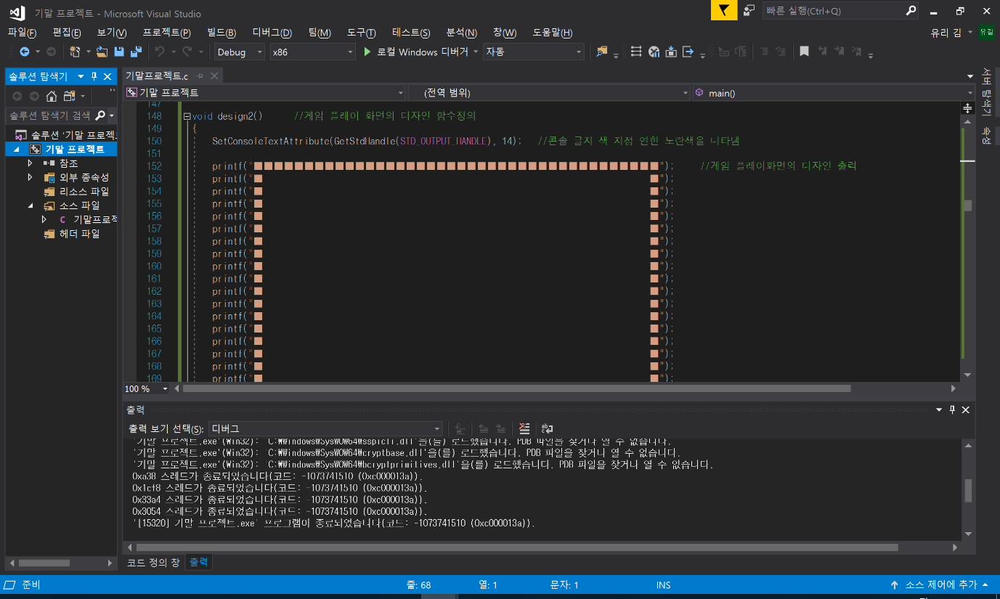 기말 프로젝트 - Microsoft Visual Studio
빠른 실행(Ctrl+Q)
파일(F) 편집(E) 보기(V) 프로젝트(P) 빌드(B) 디버그(D) 팀(M) 도구(T) 테스트(S) 분석(N) 창(W) 도움말(H)
유리 김 유김
Debug x86 로컬 Windows 디버거 자동
솔루션 탐색기
솔루션 탐색기 검색
솔루션 '기말 프로젝
기말 프로젝트
참조
외부 종속성
리소스 파일
소스 파일
C 기말프로젝
헤더 파일
기말프로젝트.c
기말 프로젝트 (전역 범위) main()
147
148 void design2() //게임 플레이 화면의 디자인 함수정의
149 {
150 SetConsoleTextAttribute(GetStdHandle(STD_OUTPUT_HANDLE), 14); //콘솔 글자 색 지정 연한 노란색을 나타냄
151
152 printf("■■■■■■■■■■■■■■■■■■■■■■■■■■■■■■■■■■■■■■■■"); //게임 플레이화면의 디자인 출력
153 printf("■ ■");
154 printf("■ ■");
155 printf("■ ■");
156 printf("■ ■");
157 printf("■ ■");
158 printf("■ ■");
159 printf("■ ■");
160 printf("■ ■");
161 printf("■ ■");
162 printf("■ ■");
163 printf("■ ■");
164 printf("■ ■");
165 printf("■ ■");
166 printf("■ ■");
167 printf("■ ■");
168 printf("■ ■");
169 printf("■ ■");
100 %
출력
출력 보기 선택(S): 디버그
'기말 프로젝트.exe'(Win32): 'C:₩Windows₩SysWOW64₩sspicli.dll'을(를) 로드했습니다. PDB 파일을 찾거나 열 수 없습니다.
'기말 프로젝트.exe'(Win32): 'C:₩Windows₩SysWOW64₩cryptbase.dll'을(를) 로드했습니다. PDB 파일을 찾거나 열 수 없습니다.
'기말 프로젝트.exe'(Win32): 'C:₩Windows₩SysWOW64₩bcryptprimitives.dll'을(를) 로드했습니다. PDB 파일을 찾거나 열 수 없습니다.
0xa38 스레드가 종료되었습니다(코드: -1073741510 (0xc000013a)).
0x1cf8 스레드가 종료되었습니다(코드: -1073741510 (0xc000013a)).
0x33a4 스레드가 종료되었습니다(코드: -1073741510 (0xc000013a)).
0x3054 스레드가 종료되었습니다(코드: -1073741510 (0xc000013a)).
'[15320] 기말 프로젝트.exe' 프로그램이 종료되었습니다(코드: -1073741510 (0xc000013a)).
코드 정의 창 출력
서버 탐색기
속성
준비 줄: 68 열: 1 문자: 1 INS 소스 제어에 추가